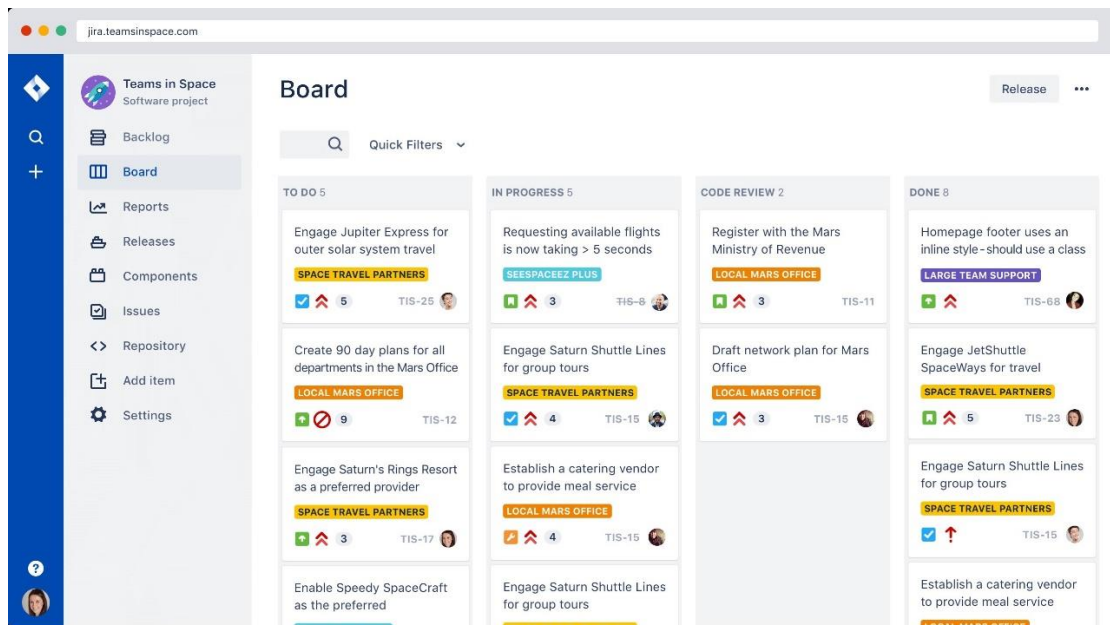 jira.teamsinspace.com
Teams in Space
Software project
Backlog
Board
Reports
Releases
Components
Issues
Repository
Add item
Settings
Board
Release
Quick Filters
TO DO 5
Engage Jupiter Express for
outer solar system travel
SPACE TRAVEL PARTNERS
5 TIS-25
Create 90 day plans for all
departments in the Mars Office
LOCAL MARS OFFICE
9 TIS-12
Engage Saturn's Rings Resort
as a preferred provider
SPACE TRAVEL PARTNERS
3 TIS-17
Enable Speedy SpaceCraft
as the preferred
IN PROGRESS 5
Requesting available flights
is now taking > 5 seconds
SEESPACEEZ PLUS
3 TIS-8
Engage Saturn Shuttle Lines
for group tours
SPACE TRAVEL PARTNERS
4 TIS-15
Establish a catering vendor
to provide meal service
LOCAL MARS OFFICE
4 TIS-15
Engage Saturn Shuttle Lines
for group tours
CODE REVIEW 2
Register with the Mars
Ministry of Revenue
LOCAL MARS OFFICE
3 TIS-11
Draft network plan for Mars
Office
LOCAL MARS OFFICE
3 TIS-15
DONE 8
Homepage footer uses an
inline style-should use a class
LARGE TEAM SUPPORT
TIS-68
Engage JetShuttle
SpaceWays for travel
SPACE TRAVEL PARTNERS
5 TIS-23
Engage Saturn Shuttle Lines
for group tours
SPACE TRAVEL PARTNERS
TIS-15
Establish a catering vendor
to provide meal service
LOCAL MARS OFFICE
?